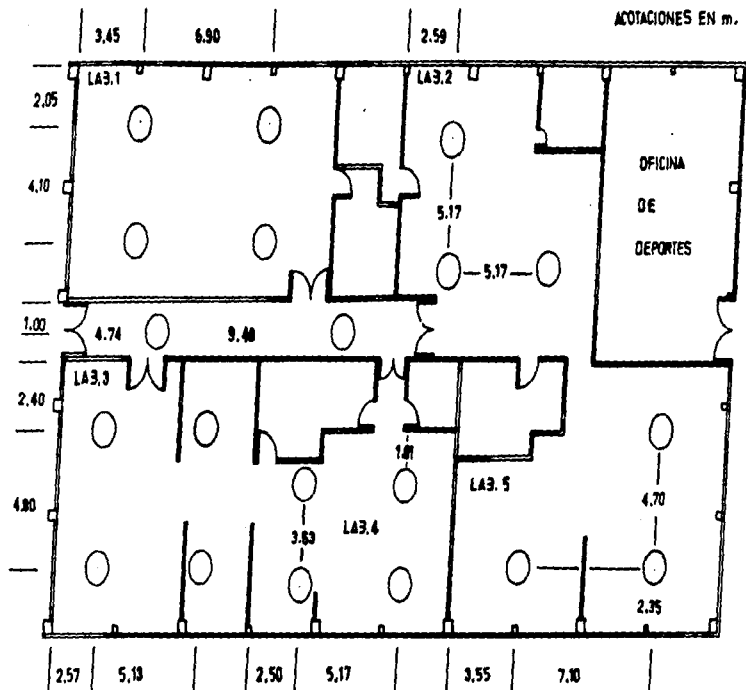 ACOTACIONES EN m.
3,45
6.90
2.59
LAB.1
LAB.2
2,05
OFICINA
DE
DEPORTES
4,10
5.17
5.17
1.00
4.74
9.48
LAB.3
2,40
1.81
LAB.5
4.80
4.70
3.63
LAB.4
2.35
2,57
5,13
2.50
5,17
3.55
7,10